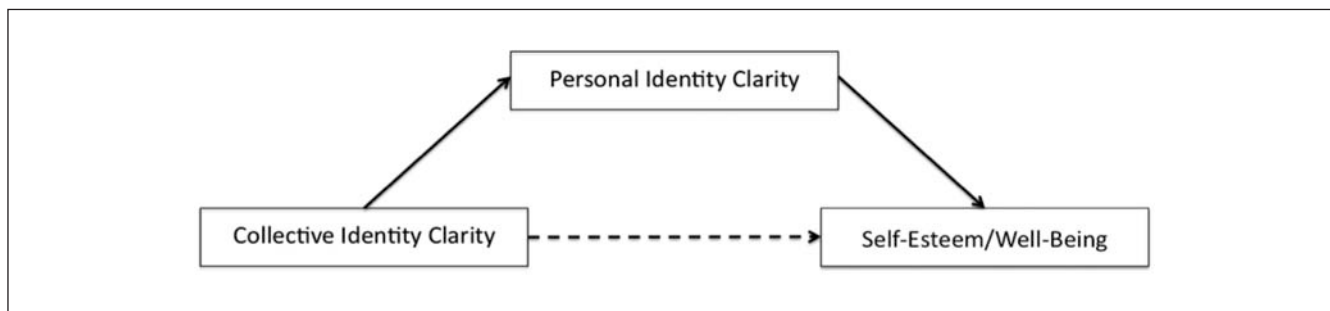 Personal Identity Clarity
Collective Identity Clarity
Self-Esteem/Well-Being